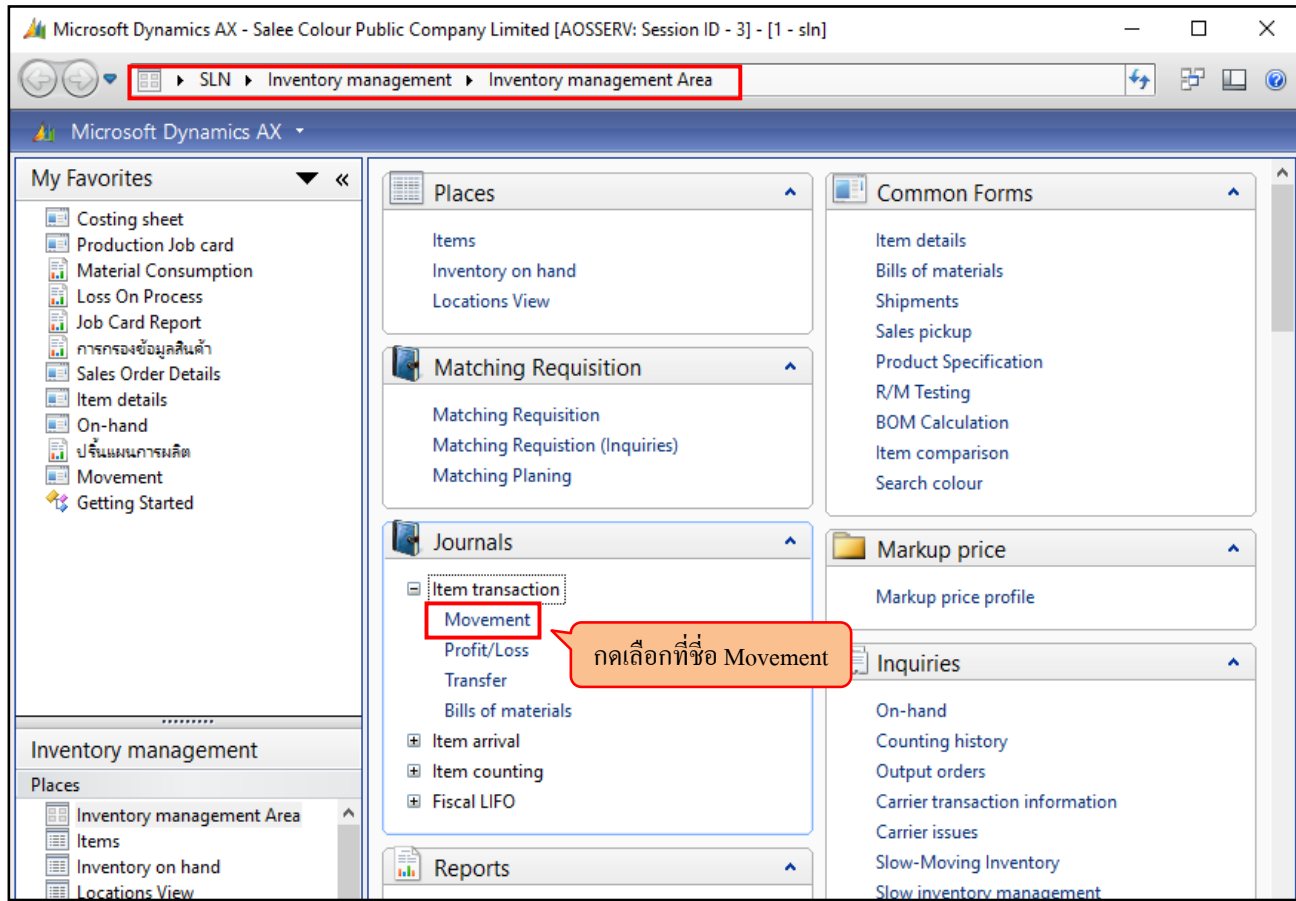 Microsoft Dynamics AX - Salee Colour Public Company Limited [AOSSERV: Session ID - 3] - [1 - sln]
SLN Inventory management Inventory management Area
Microsoft Dynamics AX
My Favorites
Costing sheet
Production Job card
Material Consumption
Loss On Process
Job Card Report
การกรองข้อมูลสินค้า
Sales Order Details
Item details
On-hand
ปริ้นแผนการผลิต
Movement
Getting Started
Inventory management
Places
Inventory management Area
Items
Inventory on hand
Locations View
Places
Items
Inventory on hand
Locations View
Matching Requisition
Matching Requisition
Matching Requistion (Inquiries)
Matching Planing
Journals
Item transaction
Movement
Profit/Loss
Transfer
Bills of materials
Item arrival
Item counting
Fiscal LIFO
กดเลือกที่ชื่อ Movement
Reports
Common Forms
Item details
Bills of materials
Shipments
Sales pickup
Product Specification
R/M Testing
BOM Calculation
Item comparison
Search colour
Markup price
Markup price profile
Inquiries
On-hand
Counting history
Output orders
Carrier transaction information
Carrier issues
Slow-Moving Inventory
Slow inventory management